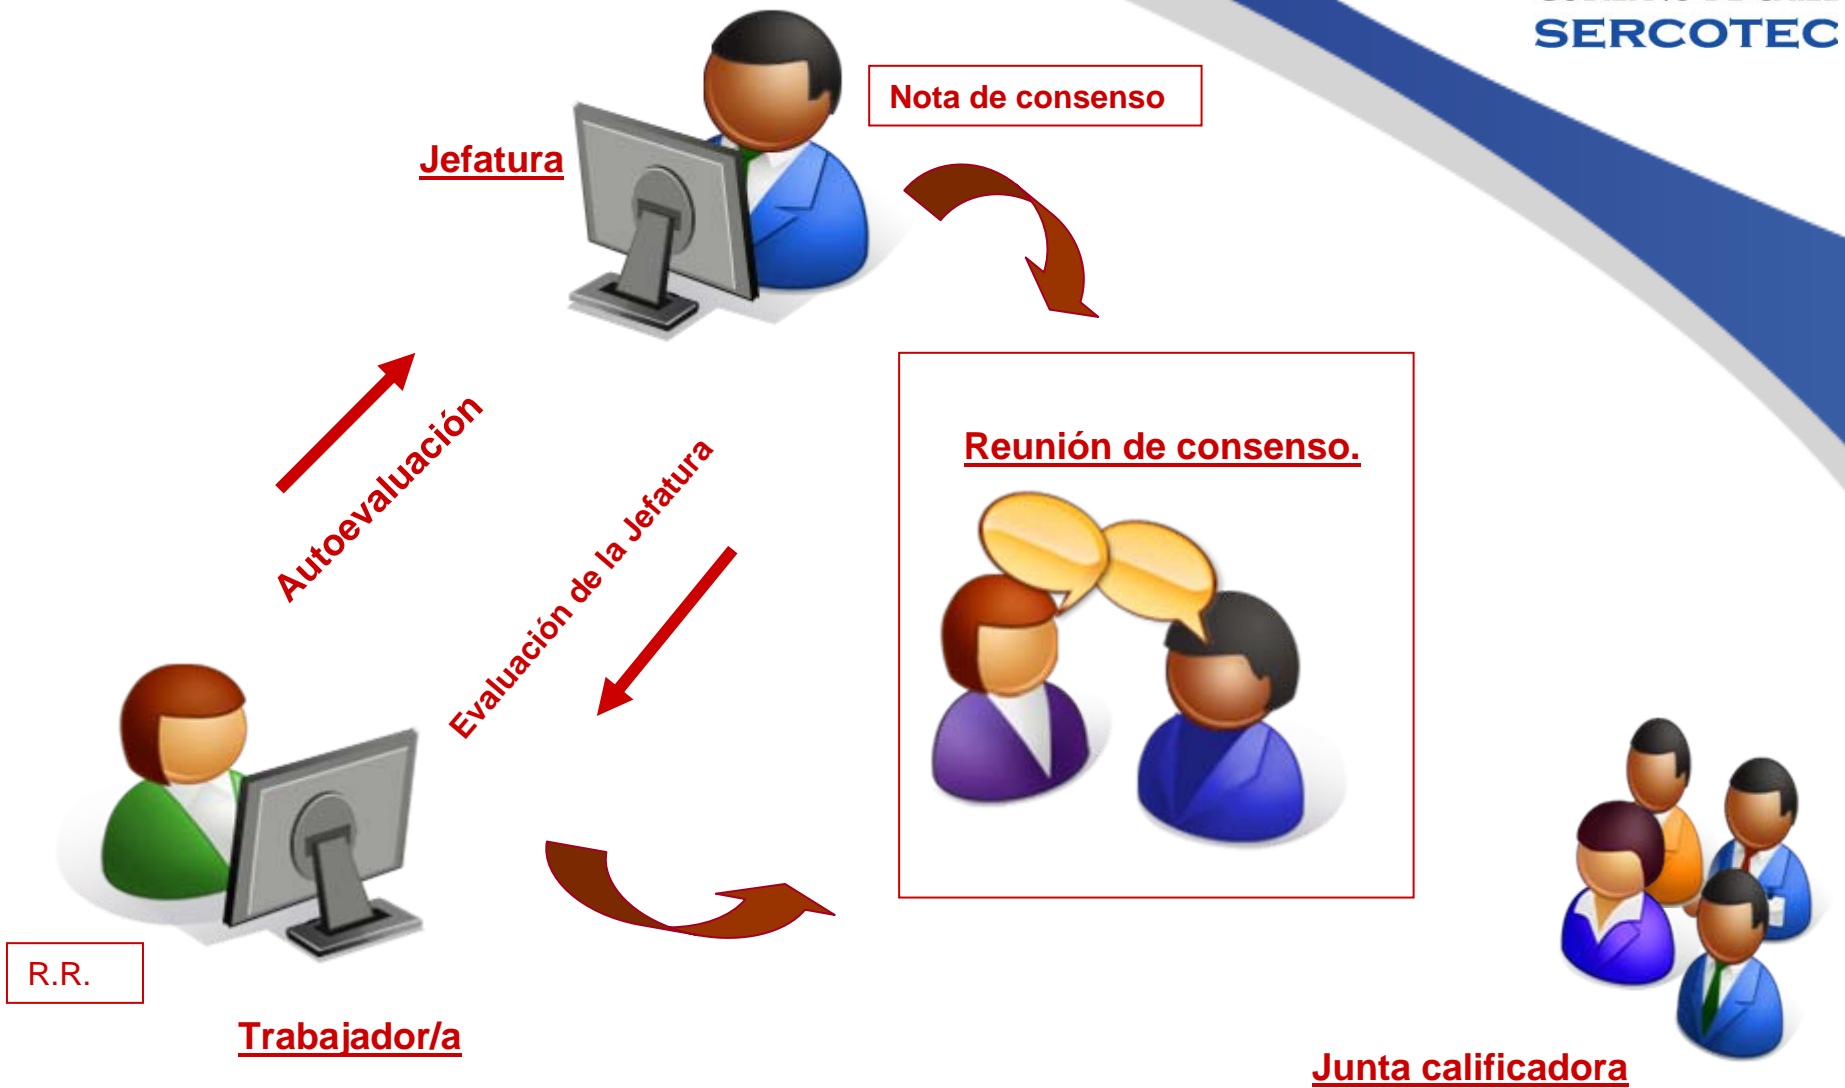 SERCOTEC
Nota de consenso
Jefatura
Autoevaluación
Evaluación de la Jefatura
Reunión de consenso.
R.R.
Trabajador/a
Junta calificadora